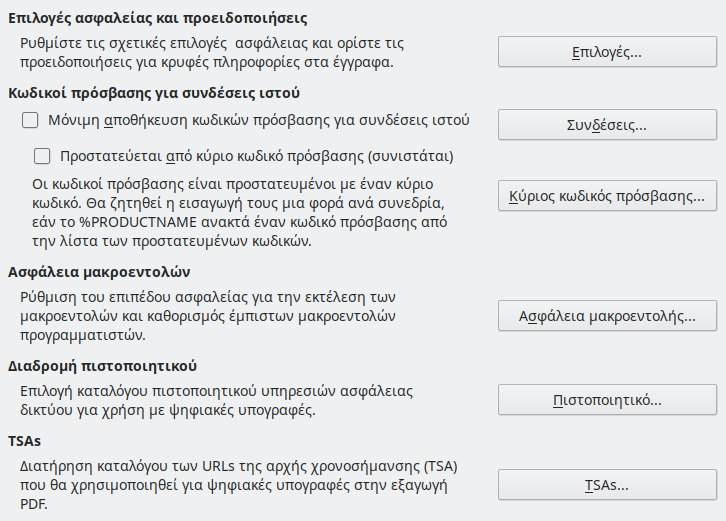 Επιλογές ασφαλείας και προειδοποιήσεις
Ρυθμίστε τις σχετικές επιλογές  ασφάλειας και ορίστε τις
προειδοποιήσεις για κρυφές πληροφορίες στα έγγραφα.
Επιλογές...
Κωδικοί πρόσβασης για συνδέσεις ιστού
Μόνιμη αποθήκευση κωδικών πρόσβασης για συνδέσεις ιστού
Συνδέσεις...
Προστατεύεται από κύριο κωδικό πρόσβασης (συνιστάται)
Οι κωδικοί πρόσβασης είναι προστατευμένοι με έναν κύριο
κωδικό. Θα ζητηθεί η εισαγωγή τους μια φορά ανά συνεδρία,
εάν το %PRODUCTNAME ανακτά έναν κωδικό πρόσβασης από
την λίστα των προστατευμένων κωδικών.
Κύριος κωδικός πρόσβασης...
Ασφάλεια μακροεντολών
Ρύθμιση του επιπέδου ασφαλείας για την εκτέλεση των
μακροεντολών και καθορισμός έμπιστων μακροεντολών
προγραμματιστών.
Ασφάλεια μακροεντολής...
Διαδρομή πιστοποιητικού
Επιλογή καταλόγου πιστοποιητικού υπηρεσιών ασφάλειας
δικτύου για χρήση με ψηφιακές υπογραφές.
Πιστοποιητικό...
TSAs
Διατήρηση καταλόγου των URLs της αρχής χρονοσήμανσης (TSA)
που θα χρησιμοποιηθεί για ψηφιακές υπογραφές στην εξαγωγή
PDF.
TSAs...